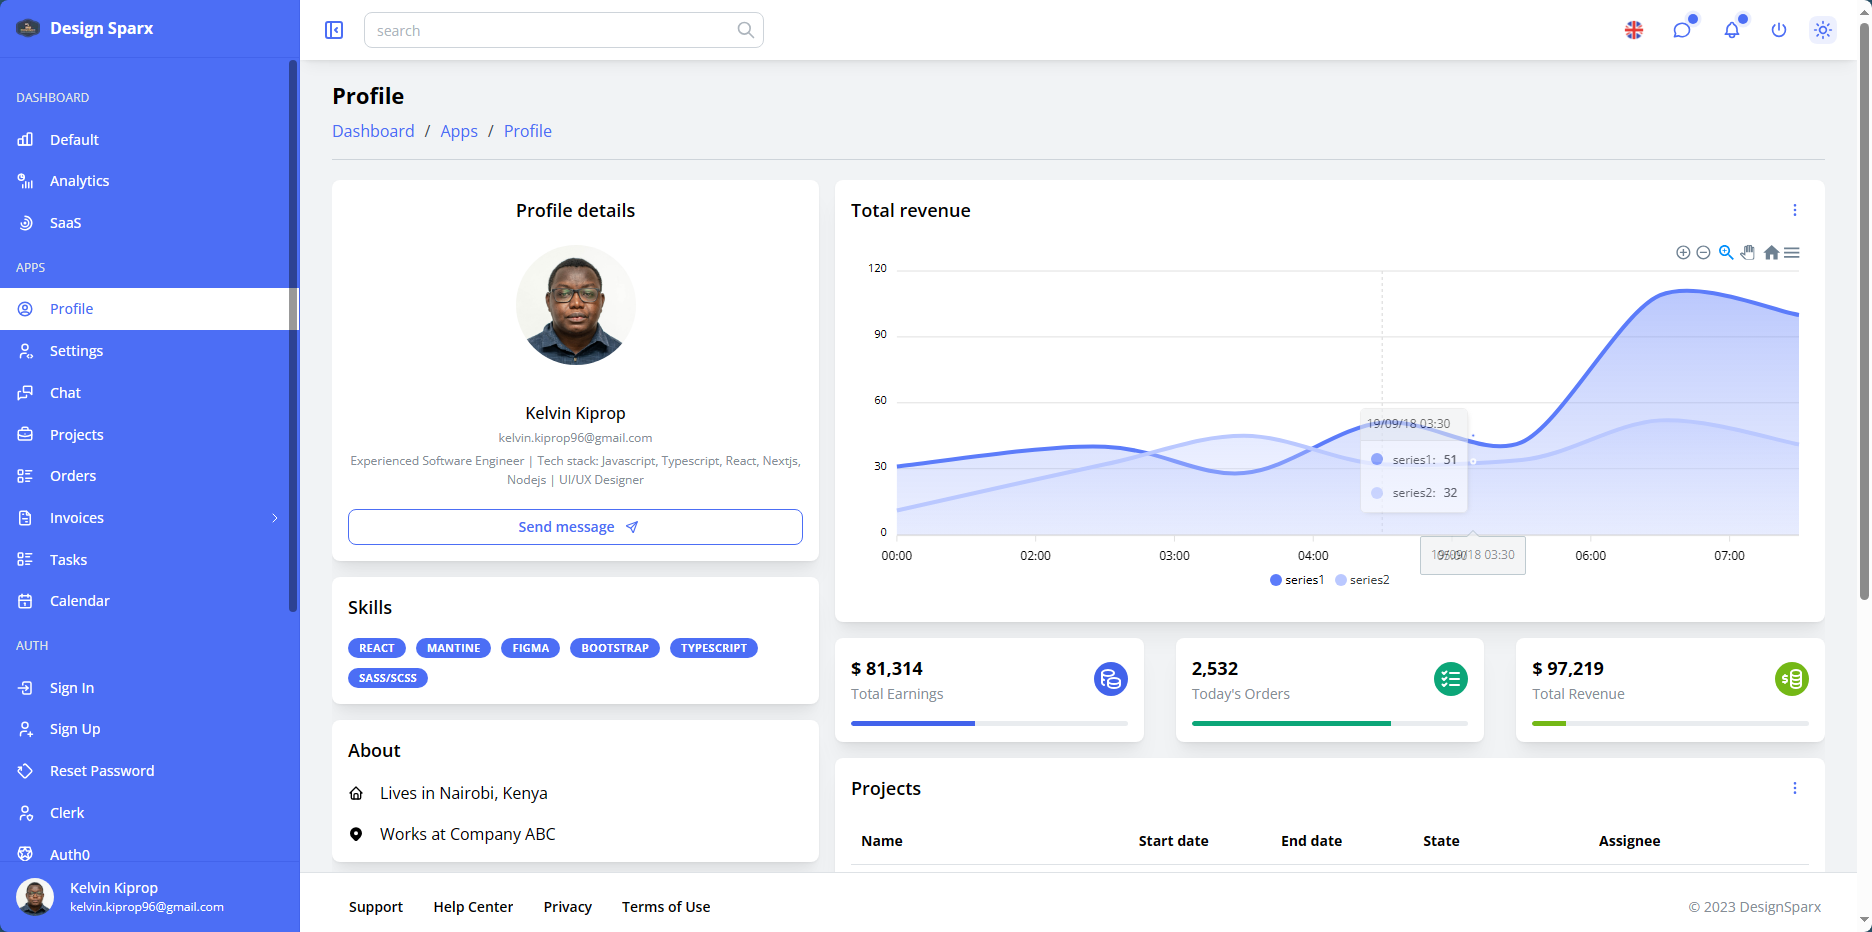 Design Sparx
search
DASHBOARD
Default
Analytics
SaaS
APPS
Profile
Settings
Chat
Projects
Orders
Invoices
Tasks
Calendar
AUTH
Sign In
Sign Up
Reset Password
Clerk
Auth0
Kelvin Kiprop
kelvin.kiprop96@gmail.com
Profile
Dashboard / Apps / Profile
Profile details
Kelvin Kiprop
kelvin.kiprop96@gmail.com
Experienced Software Engineer | Tech stack: Javascript, Typescript, React, Nextjs,
Nodejs | UI/UX Designer
Send message
Skills
REACT MANTINE FIGMA BOOTSTRAP TYPESCRIPT
SASS/SCSS
About
Lives in Nairobi, Kenya
Works at Company ABC
Total revenue
120
90
60
30
0
19/09/18 03:30
series1: 51
series2: 32
00:00 02:00 03:00 04:00 05:00 06:00 07:00
19/09/18 03:30
series1 series2
$ 81,314
Total Earnings
2,532
Today's Orders
$ 97,219
Total Revenue
Projects
Name Start date End date State Assignee
Support Help Center Privacy Terms of Use
© 2023 DesignSparx